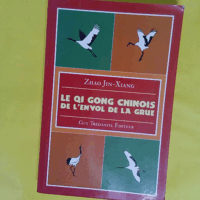 Zhao Jin-Xiang
LE QI GONG CHINOIS
DE L'ENVOL DE LA GRUE
Guy Trédaniel Éditeur